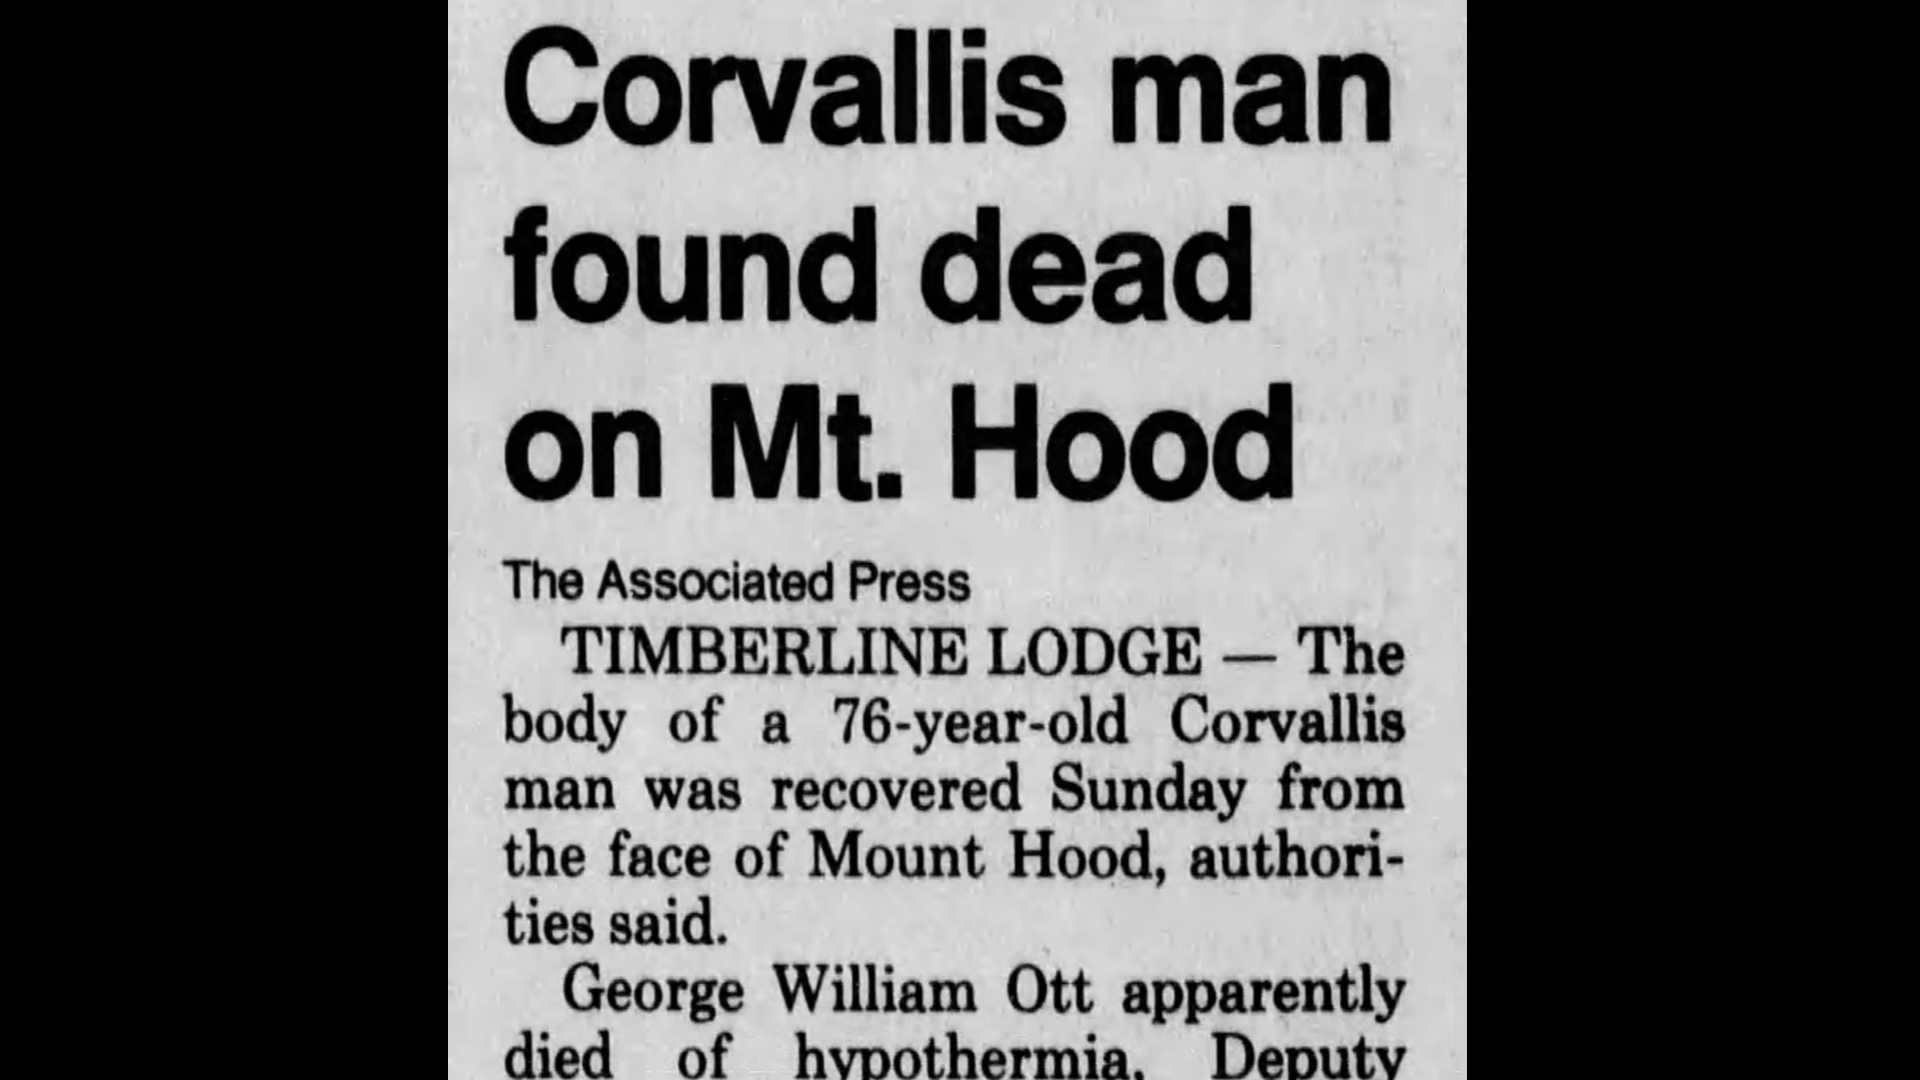 Corvallis man
found dead
on Mt. Hood
The Associated Press
TIMBERLINE LODGE — The
body of a 76-year-old Corvallis
man was recovered Sunday from
the face of Mount Hood, authori-
ties said.
George William Ott apparently
died of hypothermia, Deputy